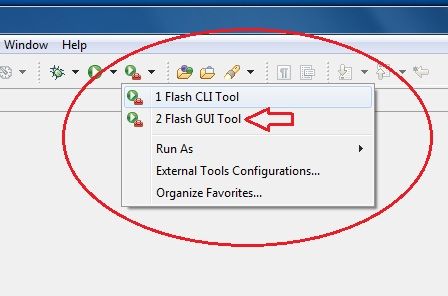 Window Help
1 Flash CLI Tool
2 Flash GUI Tool
Run As
External Tools Configurations...
Organize Favorites...